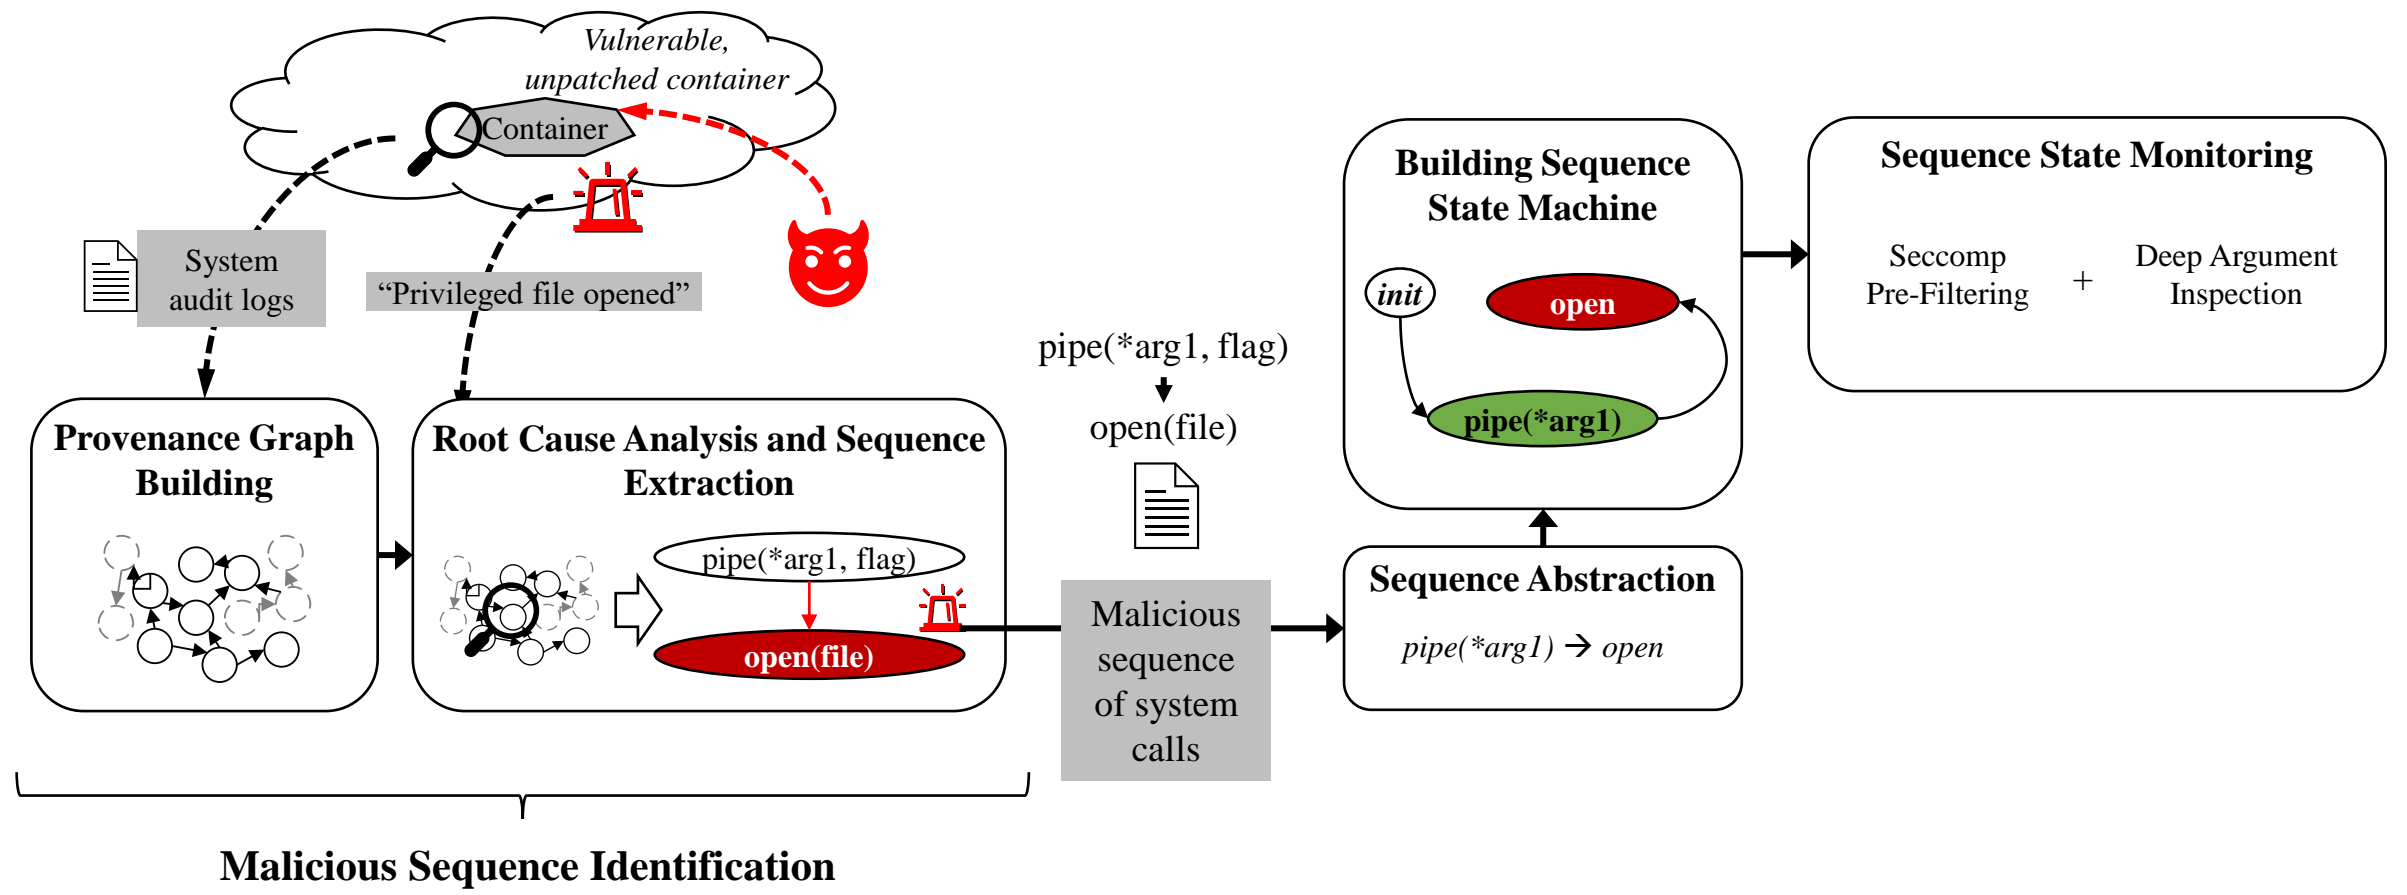 Vulnerable,
unpatched container
Container
System
audit logs
“Privileged file opened”
Provenance Graph
Building
Root Cause Analysis and Sequence
Extraction
pipe(*arg1, flag)
open(file)
Malicious Sequence Identification
pipe(*arg1, flag)
open(file)
Malicious
sequence
of system
calls
Building Sequence
State Machine
init
open
pipe(*arg1)
Sequence Abstraction
pipe(*arg1) → open
Sequence State Monitoring
Seccomp
Pre-Filtering
+
Deep Argument
Inspection